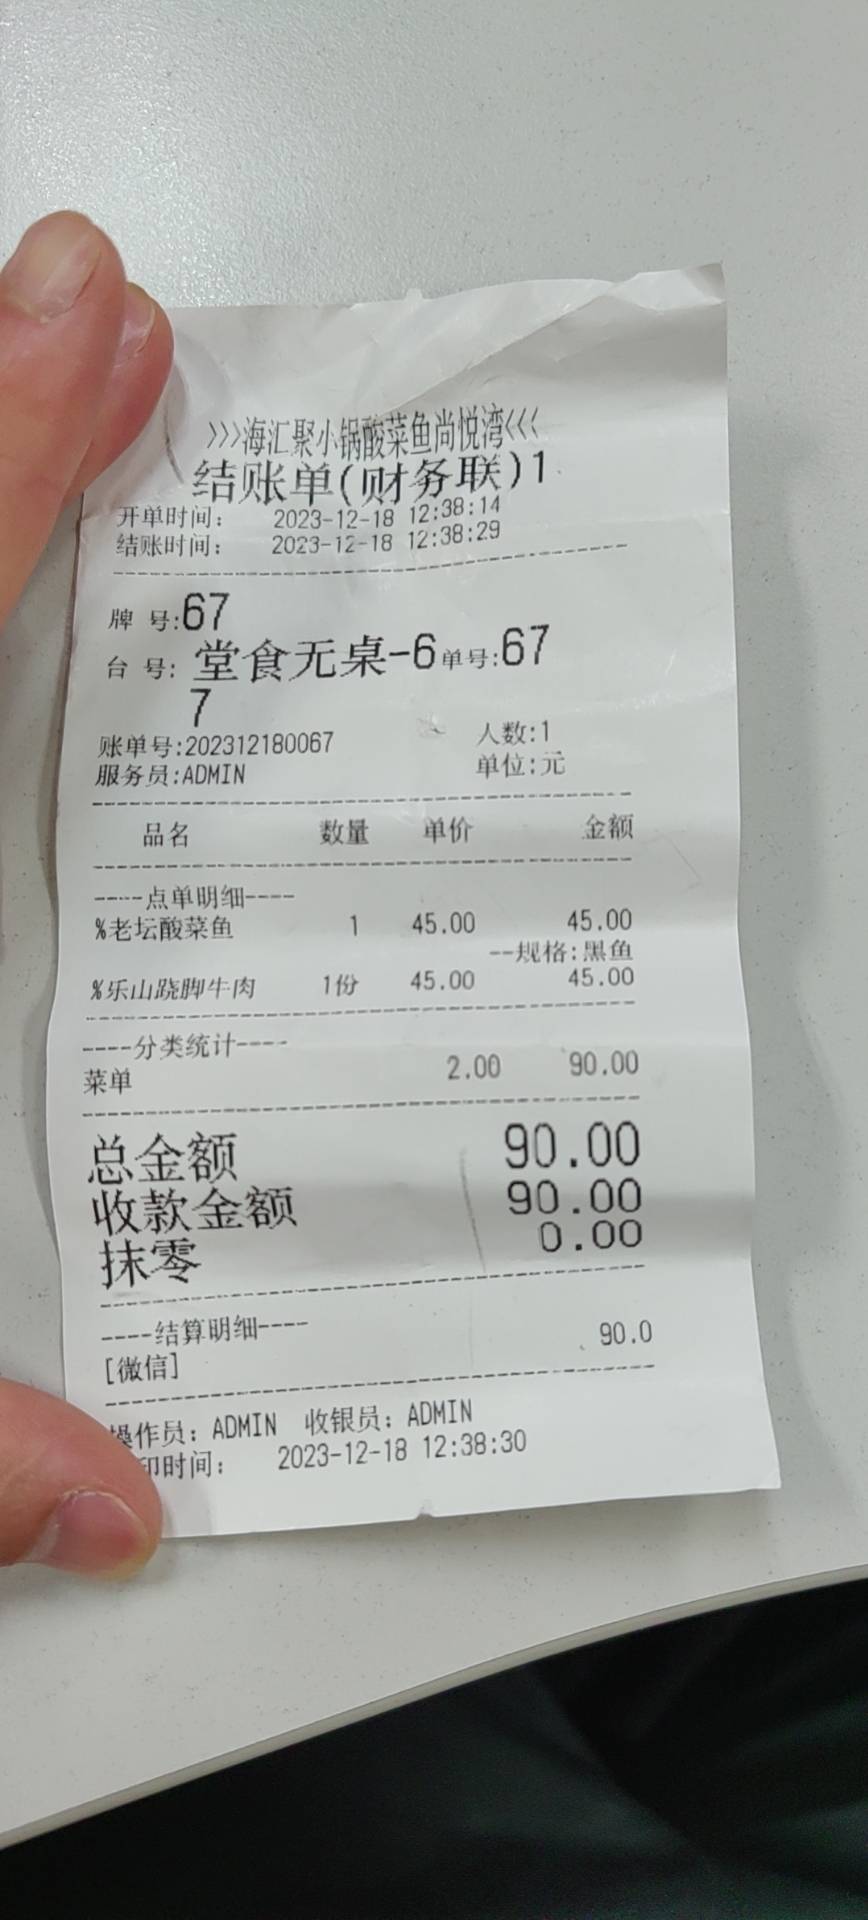 >>>海汇聚小锅酸菜鱼尚悦湾<<<
结账单(财务联)1
开单时间: 2023-12-18 12:38:14
结账时间: 2023-12-18 12:38:29
牌 号:67
台 号: 堂食无桌-6 单号:67
7
账单号:202312180067 人数:1
服务员:ADMIN 单位:元
品名 数量 单价 金额
----点单明细----
%老坛酸菜鱼 1 45.00 45.00
--规格:黑鱼
%乐山跷脚牛肉 1份 45.00 45.00
----分类统计----
菜单 2.00 90.00
总金额 90.00
收款金额 90.00
抹零 0.00
----结算明细----
[微信] 90.0
操作员: ADMIN 收银员: ADMIN
印时间: 2023-12-18 12:38:30